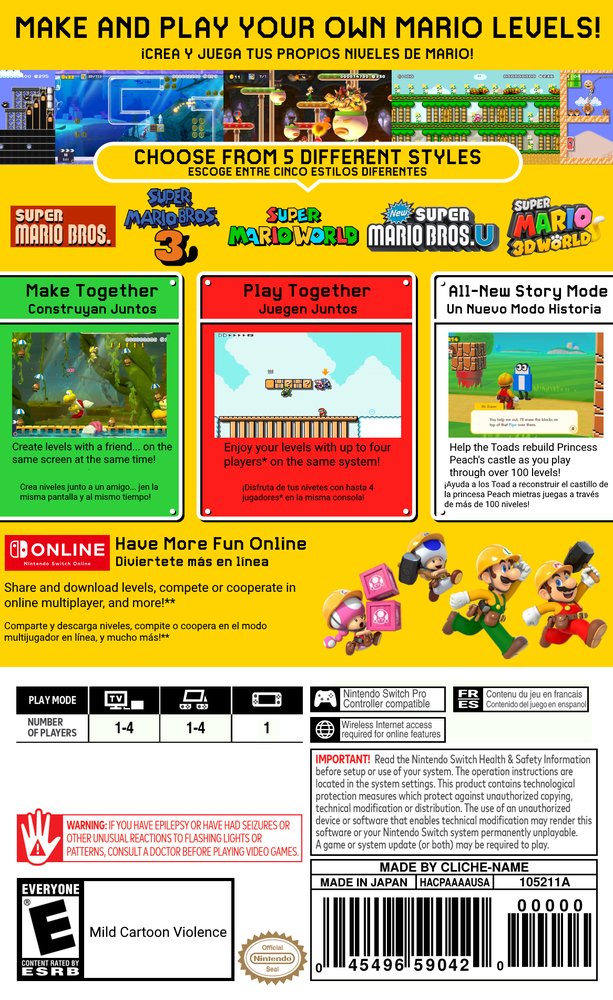 MAKE AND PLAY YOUR OWN MARIO LEVELS!
¡CREA Y JUEGA TUS PROPIOS NIVELES DE MARIO!
CHOOSE FROM 5 DIFFERENT STYLES
ESCOGE ENTRE CINCO ESTILOS DIFERENTES
SUPER
MARIO BROS.
SUPER
MARIO BROS.
3
SUPER
MARIO WORLD
New SUPER
MARIO BROS. U
SUPER
MARIO
3D WORLD
Make Together
Construyan Juntos
Create levels with a friend... on the
same screen at the same time!
Crea niveles junto a un amigo... ¡en la
misma pantalla y al mismo tiempo!
Play Together
Jueguen Juntos
Enjoy your levels with up to four
players* on the same system!
¡Disfruta de tus nivetes con hasta 4
jugadores* en la misma consola!
All-New Story Mode
Un Nuevo Modo Historia
Help the Toads rebuild Princess
Peach's castle as you play
through over 100 levels!
¡Ayuda a los Toad a reconstruir el castillo de
la princesa Peach mietras juegas a través
de más de 100 niveles!
ONLINE
Nintendo Switch Online
Have More Fun Online
Diviertete más en línea
Share and download levels, compete or cooperate in
online multiplayer, and more!**
Comparte y descarga niveles, compite o coopera en el modo
multijugador en línea, y mucho más!**
PLAY MODE
TV
NUMBER
OF PLAYERS
1-4
1-4
1
Nintendo Switch Pro
Controller compatible
FR
ES
Contenu du jeu en francais
Contenido del juego en espanol
Wireless Internet access
required for online features
IMPORTANT! Read the Nintendo Switch Health & Safety Information
before setup or use of your system. The operation instructions are
located in the system settings. This product contains technological
protection measures which protect against unauthorized copying,
technical modification or distribution. The use of an unauthorized
device or software that enables technical modification may render this
software or your Nintendo Switch system permanently unplayable.
A game or system update (or both) may be required to play.
WARNING: IF YOU HAVE EPILEPSY OR HAVE HAD SEIZURES OR
OTHER UNUSUAL REACTIONS TO FLASHING LIGHTS OR
PATTERNS, CONSULT A DOCTOR BEFORE PLAYING VIDEO GAMES.
EVERYONE
E
®
CONTENT RATED BY
ESRB
Mild Cartoon Violence
Official
Nintendo
Seal
MADE BY CLICHE-NAME
MADE IN JAPAN
HACPAAAAUSA
105211A
0 45496 59042 0
00000